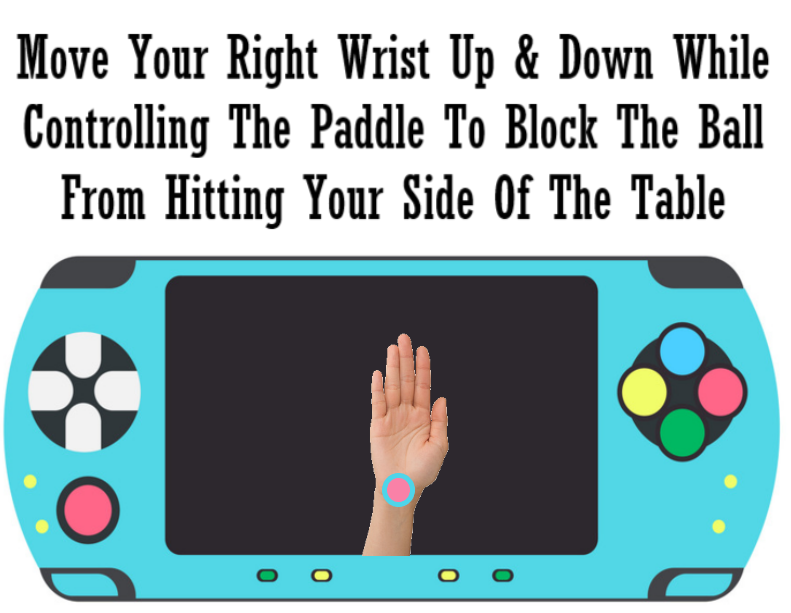 Move Your Right Wrist Up & Down While
Controlling The Paddle To Block The Ball
From Hitting Your Side Of The Table